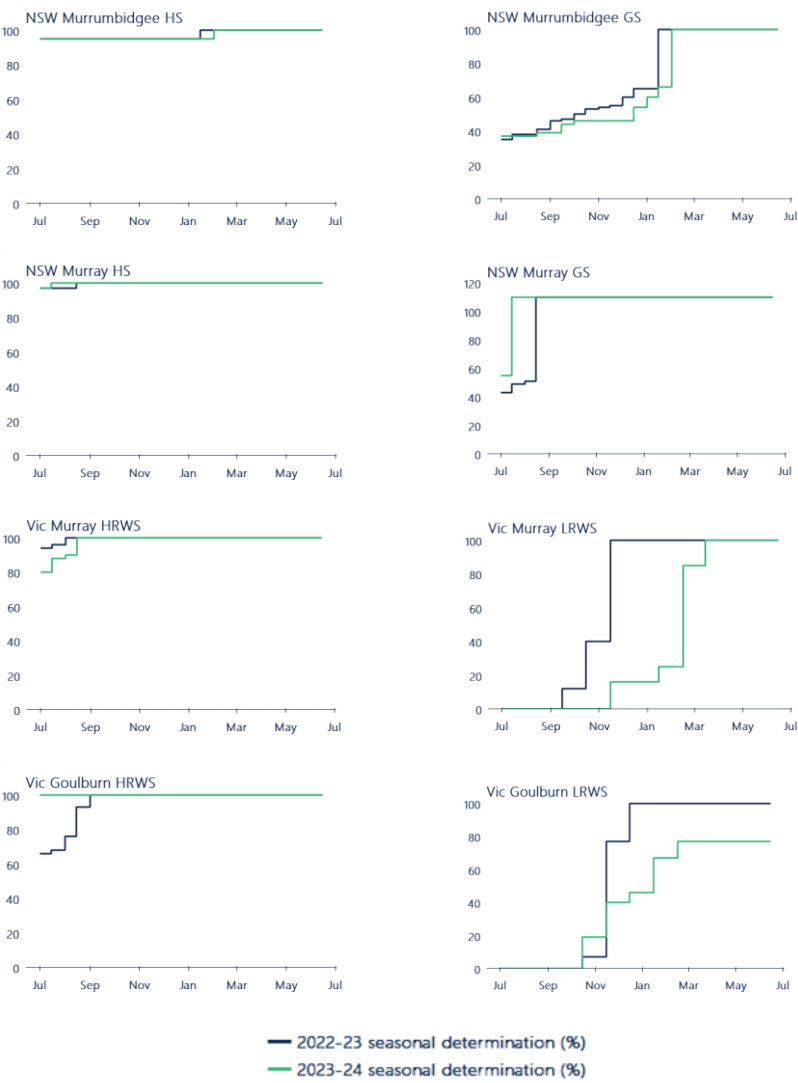 NSW Murrumbidgee HS
100
80
60
40
20
0
Jul Sep Nov Jan Mar May Jul
NSW Murrumbidgee GS
100
80
60
40
20
0
Jul Sep Nov Jan Mar May Jul
NSW Murray HS
100
80
60
40
20
0
Jul Sep Nov Jan Mar May Jul
NSW Murray GS
120
100
80
60
40
20
0
Jul Sep Nov Jan Mar May Jul
Vic Murray HRWS
100
80
60
40
20
0
Jul Sep Nov Jan Mar May Jul
Vic Murray LRWS
100
80
60
40
20
0
Jul Sep Nov Jan Mar May Jul
Vic Goulburn HRWS
100
80
60
40
20
0
Jul Sep Nov Jan Mar May Jul
Vic Goulburn LRWS
100
80
60
40
20
0
Jul Sep Nov Jan Mar May Jul
2022-23 seasonal determination (%)
2023-24 seasonal determination (%)